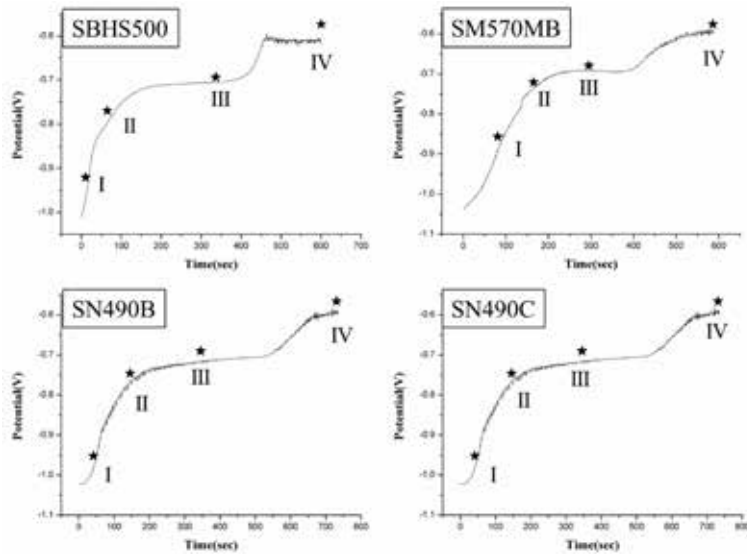 SBHS500
Potential(V)
-0.6
-0.7
-0.8
-0.9
-1.0
I
II
III
IV
0 100 200 300 400 500 600 700
Time(sec)
SM570MB
Potential(V)
-0.6
-0.7
-0.8
-0.9
-1.0
-1.1
I
II
III
IV
0 100 200 300 400 500 600
Time(sec)
SN490B
Potential(V)
-0.6
-0.7
-0.8
-0.9
-1.0
-1.1
I
II
III
IV
0 100 200 300 400 500 600 700 800
Time(sec)
SN490C
Potential(V)
-0.6
-0.7
-0.8
-0.9
-1.0
-1.1
I
II
III
IV
0 100 200 300 400 500 600 700 800
Time(sec)